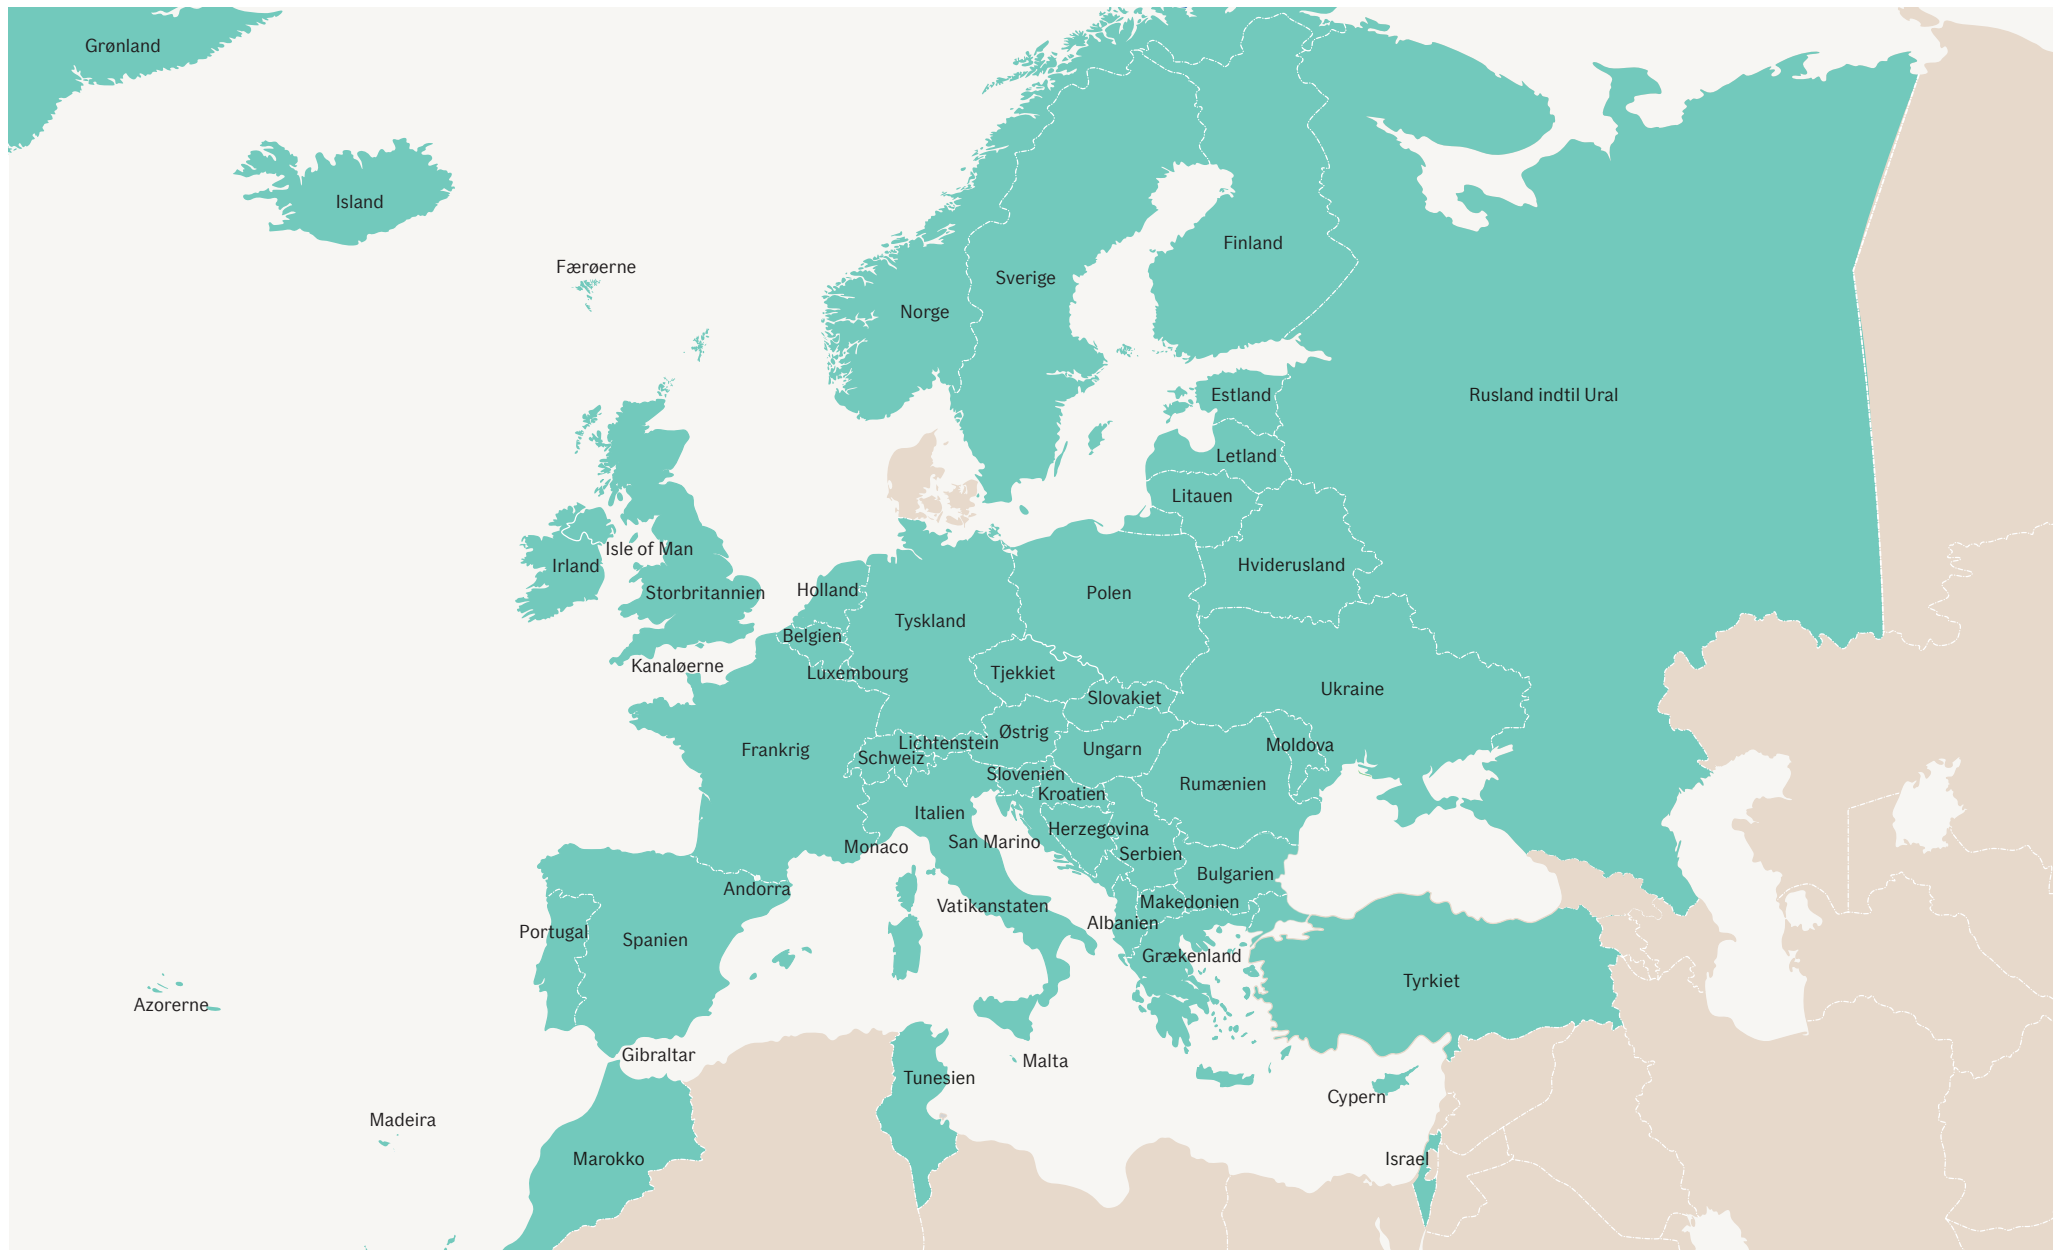 Grønland
Island
Færøerne
Finland
Sverige
Norge
Estland
Rusland indtil Ural
Letland
Litauen
Isle of Man
Irland
Hviderusland
Storbritannien
Holland
Polen
Tyskland
Belgien
Kanaløerne
Luxembourg
Tjekkiet
Slovakiet
Ukraine
Østrig
Lichtenstein
Moldova
Frankrig
Ungarn
Schweiz
Slovenien
Rumænien
Kroatien
Italien
Herzegovina
San Marino
Monaco
Serbien
Bulgarien
Andorra
Makedonien
Vatikanstaten
Albanien
Portugal
Spanien
Grækenland
Tyrkiet
Azorerne
Gibraltar
Malta
Tunesien
Cypern
Madeira
Marokko
Israel